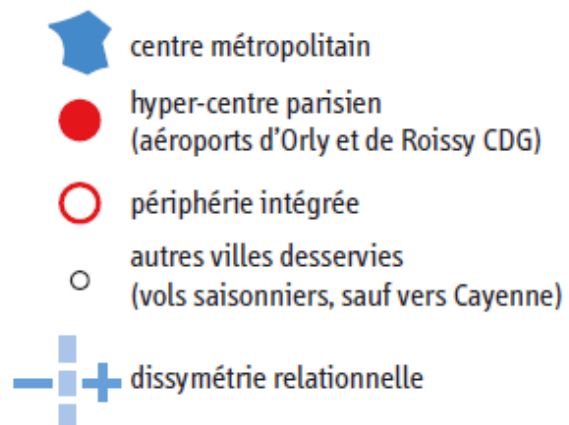 centre métropolitain
hyper-centre parisien
(aéroports d'Orly et de Roissy CDG)
périphérie intégrée
autres villes desservies
(vols saisonniers, sauf vers Cayenne)
dissymétrie relationnelle